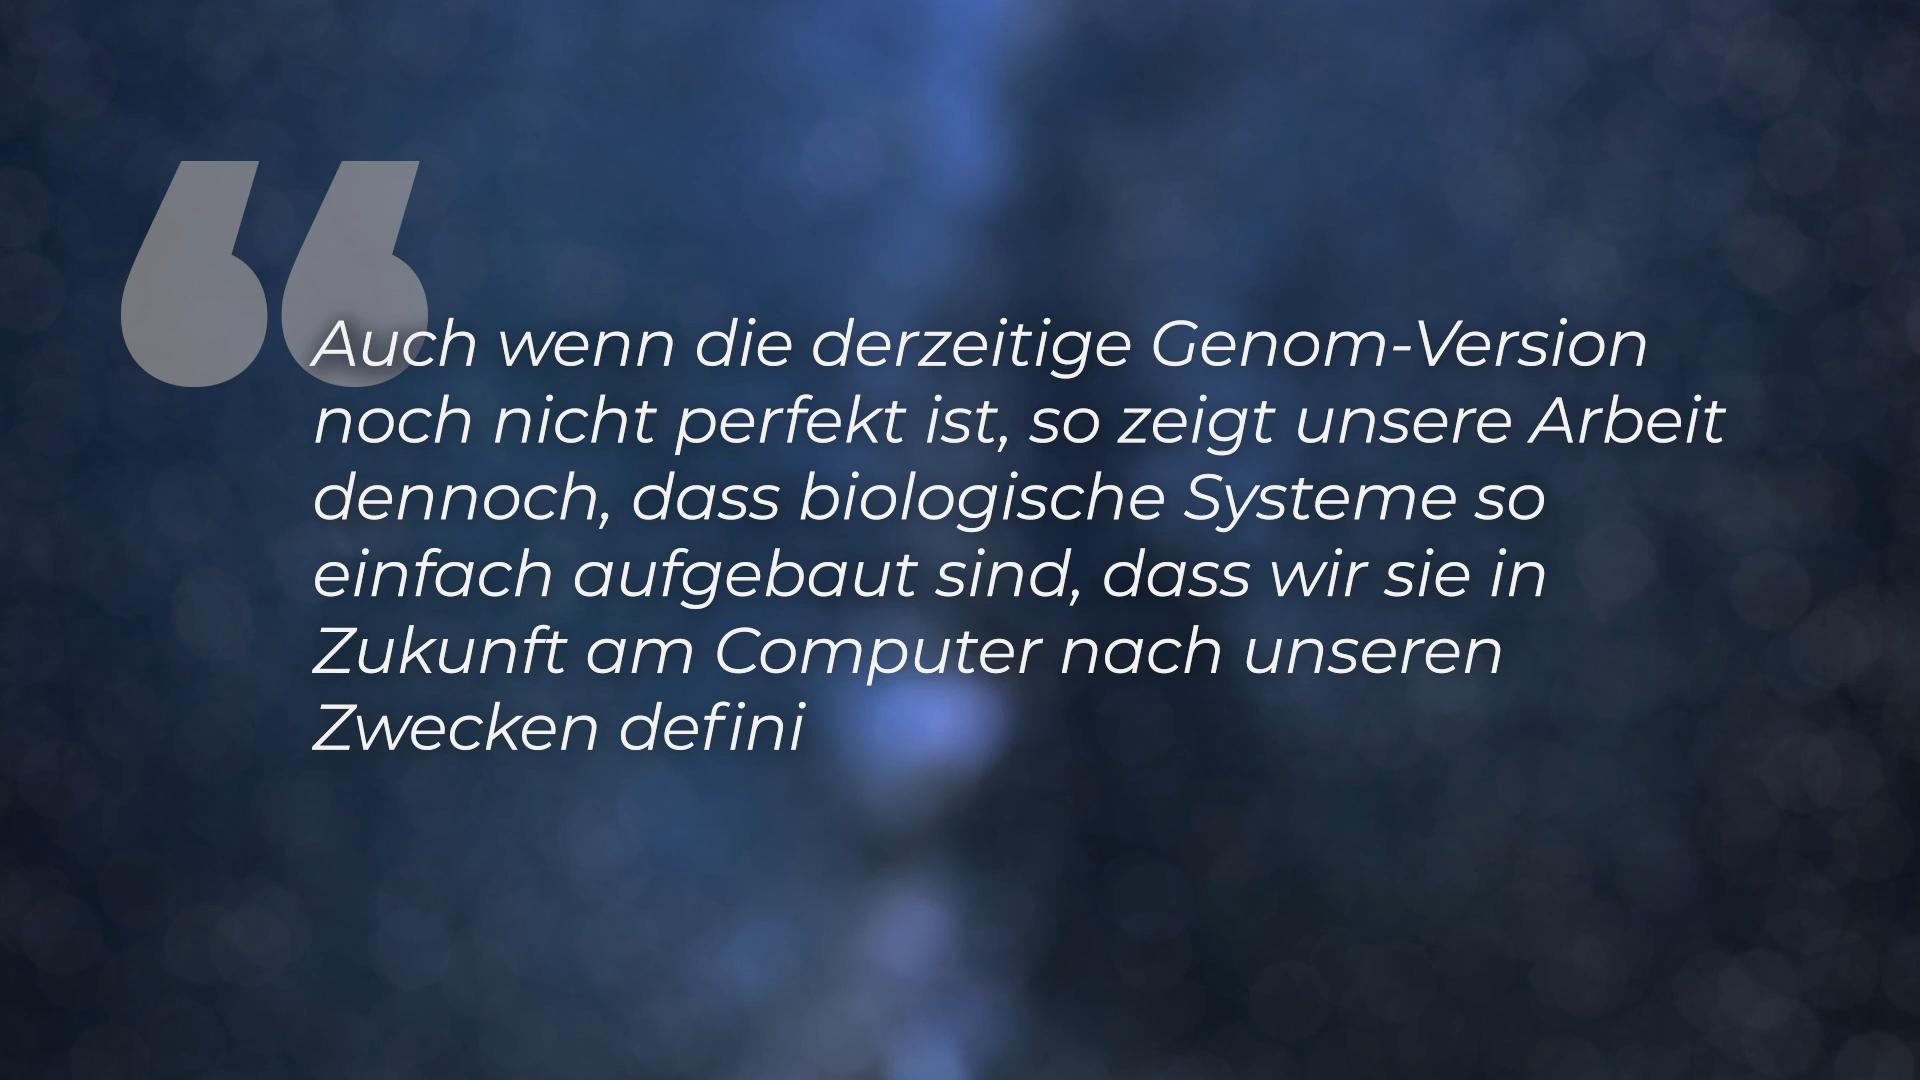 “
Auch wenn die derzeitige Genom-Version
noch nicht perfekt ist, so zeigt unsere Arbeit
dennoch, dass biologische Systeme so
einfach aufgebaut sind, dass wir sie in
Zukunft am Computer nach unseren
Zwecken defini